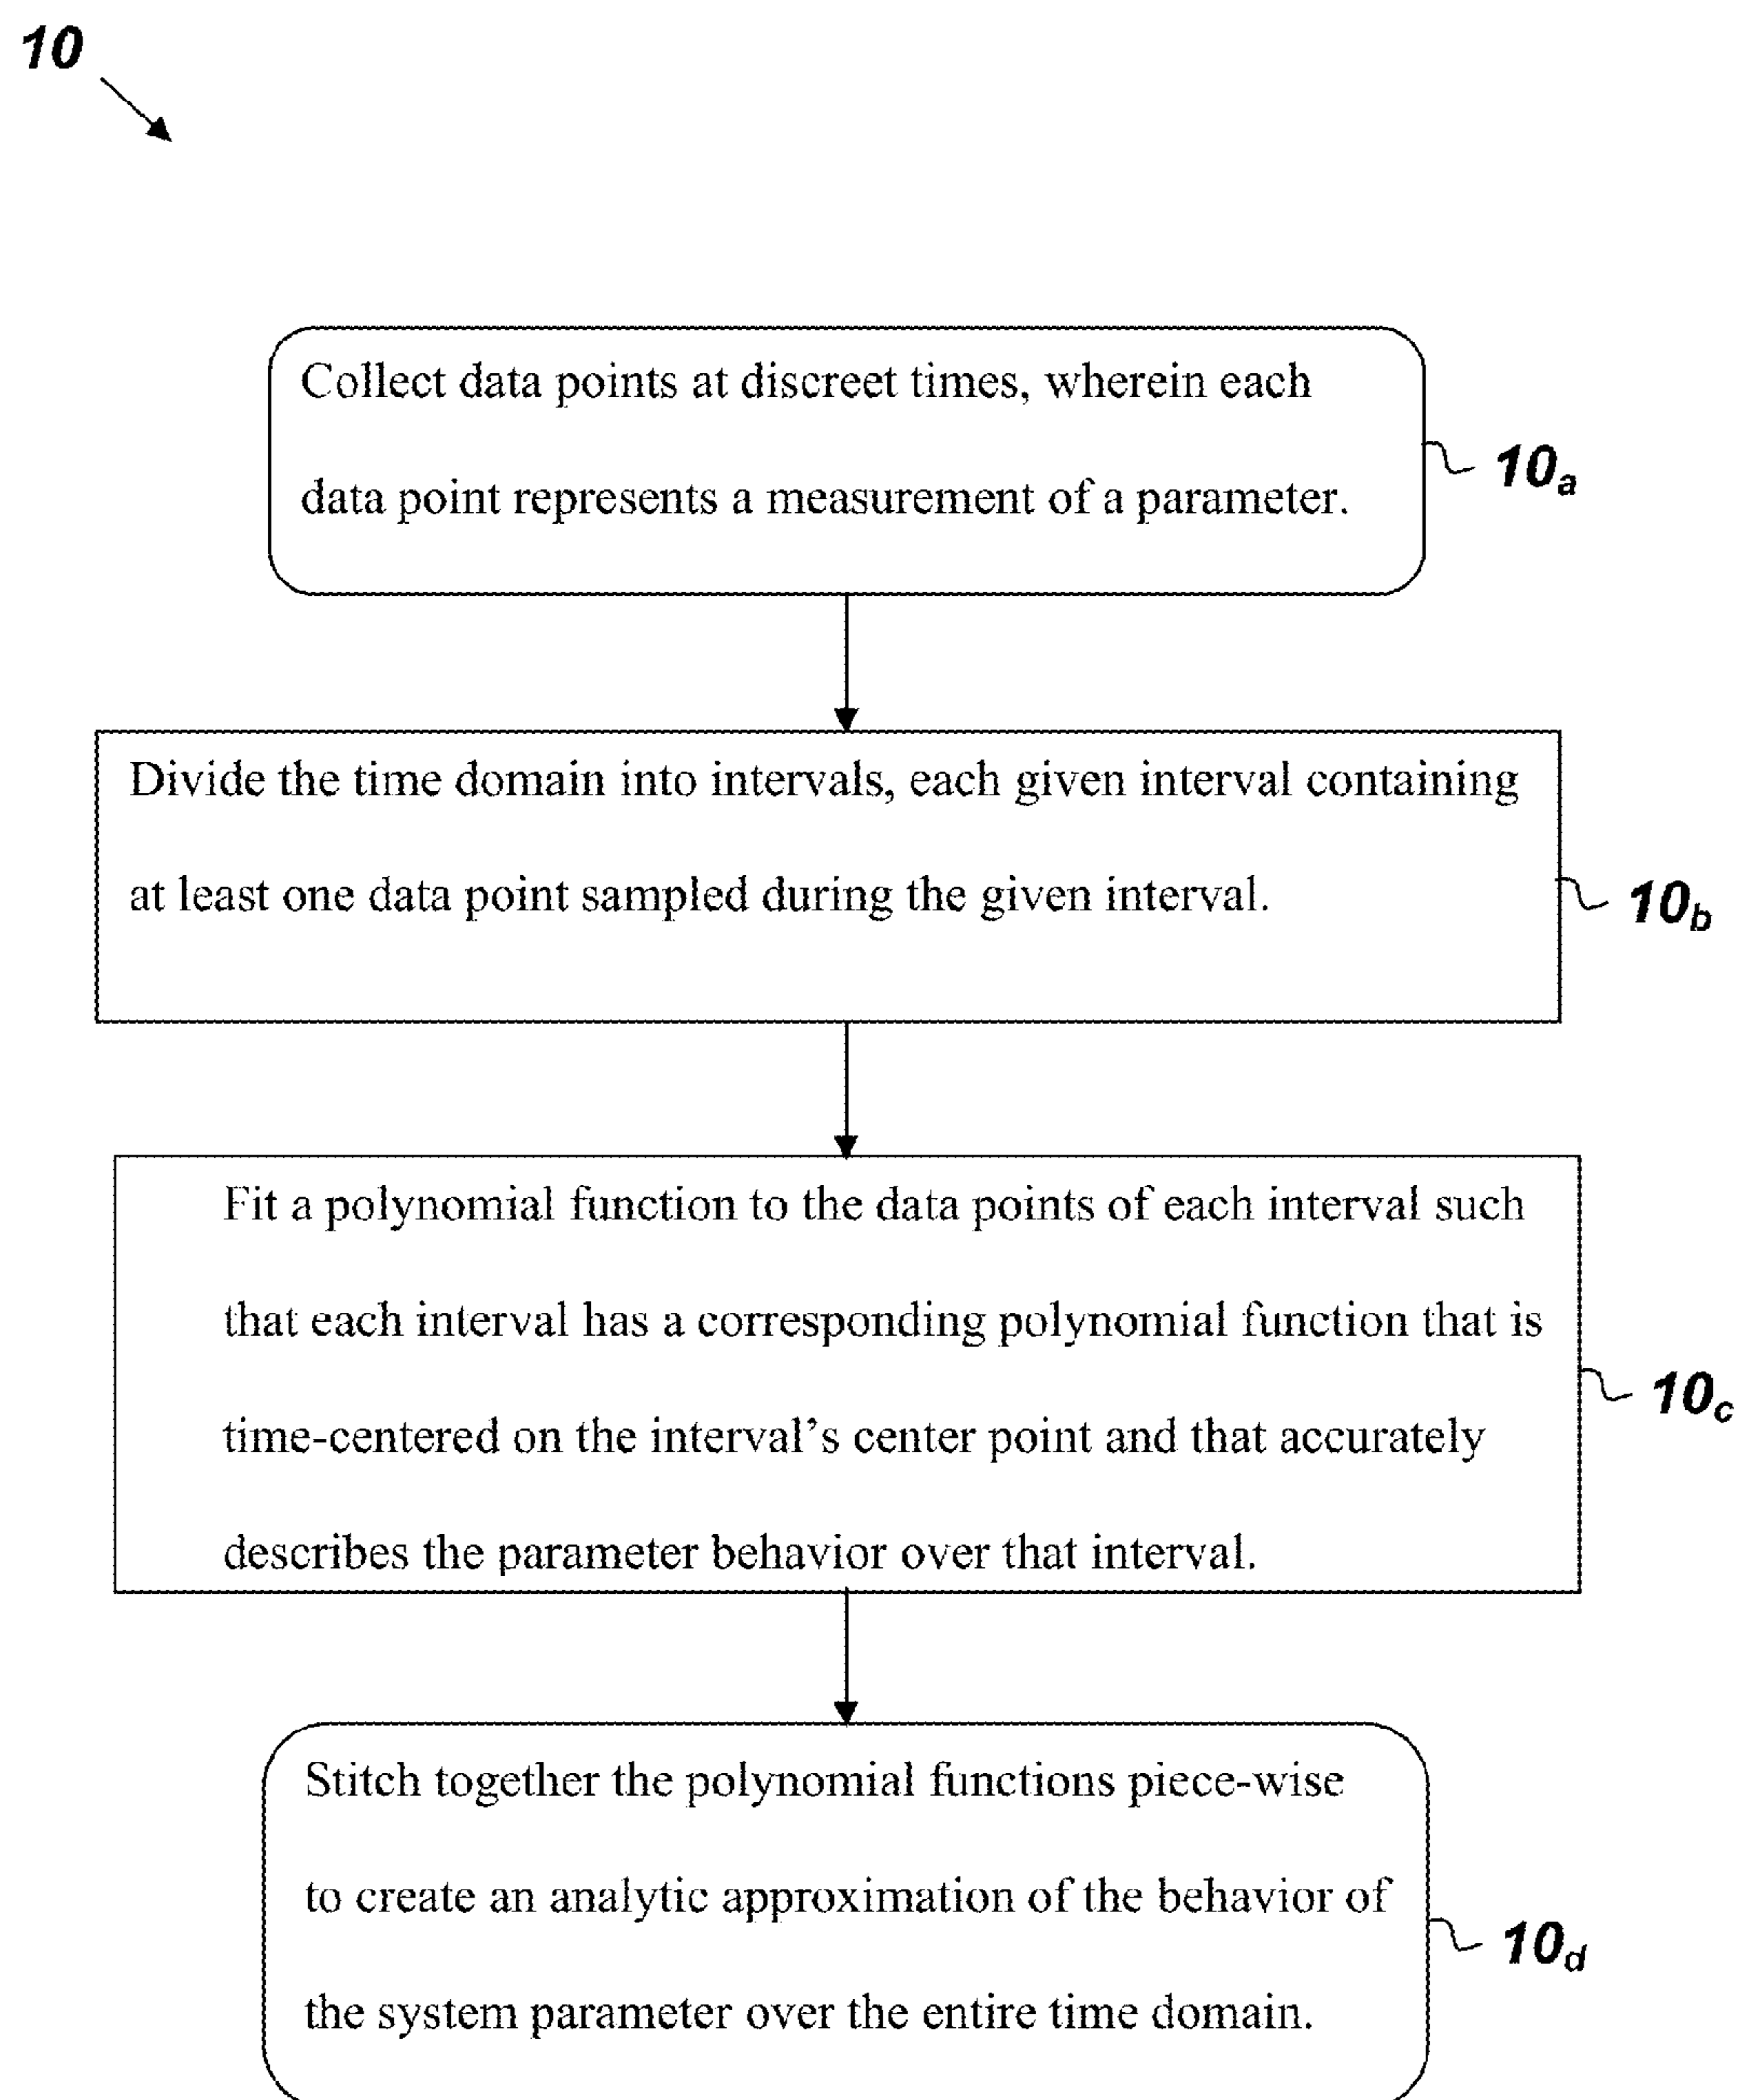 10
Collect data points at discreet times, wherein each
data point represents a measurement of a parameter.
10a
Divide the time domain into intervals, each given interval containing
at least one data point sampled during the given interval.
10b
Fit a polynomial function to the data points of each interval such
that each interval has a corresponding polynomial function that is
time-centered on the interval’s center point and that accurately
describes the parameter behavior over that interval.
10c
Stitch together the polynomial functions piece-wise
to create an analytic approximation of the behavior of
the system parameter over the entire time domain.
10d